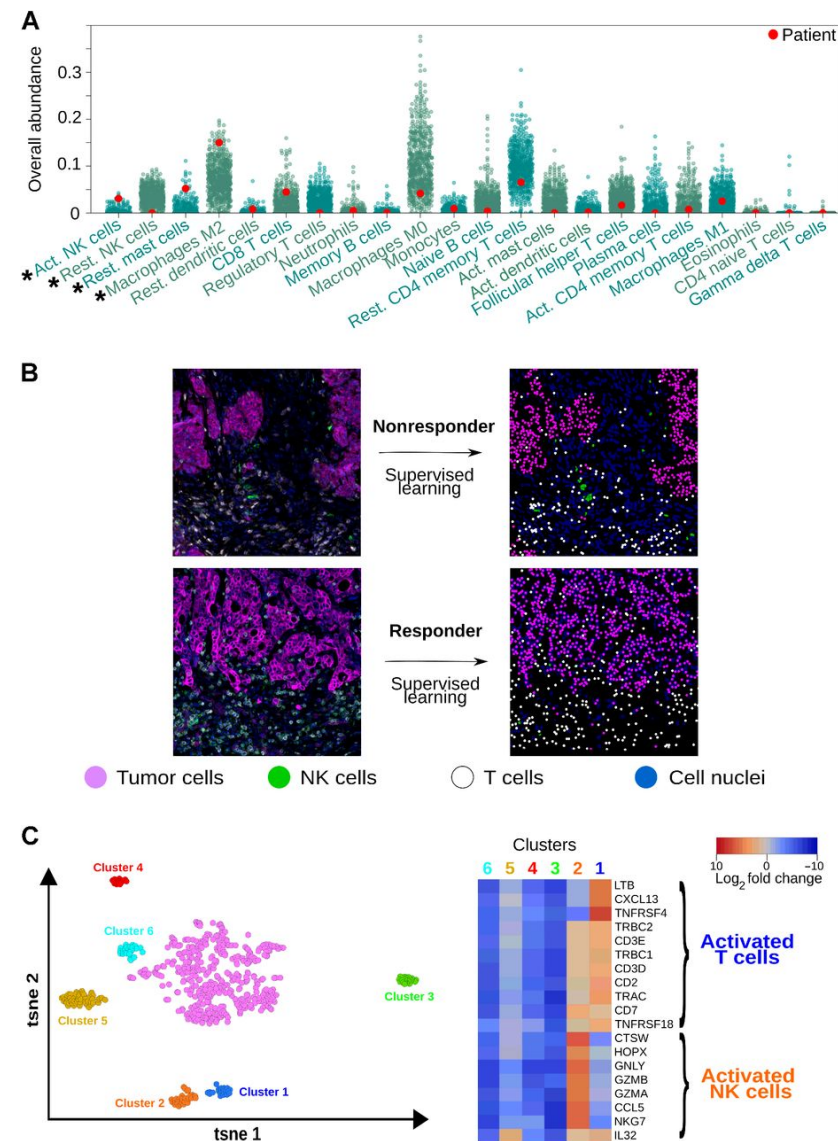 A
Patient
Overall abundance
0.3
0.2
0.1
0
*Act. NK cells
*Rest. NK cells
*Rest. mast cells
*Macrophages M2
Rest. dendritic cells
CD8 T cells
Regulatory T cells
Neutrophils
Memory B cells
Macrophages M0
Monocytes
Naive B cells
Rest. CD4 memory T cells
Act. mast cells
Act. dendritic cells
Follicular helper T cells
Plasma cells
Act. CD4 memory T cells
Macrophages M1
Eosinophils
CD4 naive T cells
Gamma delta T cells
B
Nonresponder
Supervised
learning
Responder
Supervised
learning
Tumor cells
NK cells
T cells
Cell nuclei
C
Cluster 4
Cluster 6
Cluster 5
Cluster 3
Cluster 2
Cluster 1
tsne 2
tsne 1
Clusters
6 5 4 3 2 1
10 0 −10
Log2 fold change
LTB
CXCL13
TNFRSF4
TRBC2
CD3E
TRBC1
CD3D
CD2
TRAC
CD7
TNFRSF18
CTSW
HOPX
GNLY
GZMB
GZMA
CCL5
NKG7
IL32
Activated
T cells
Activated
NK cells